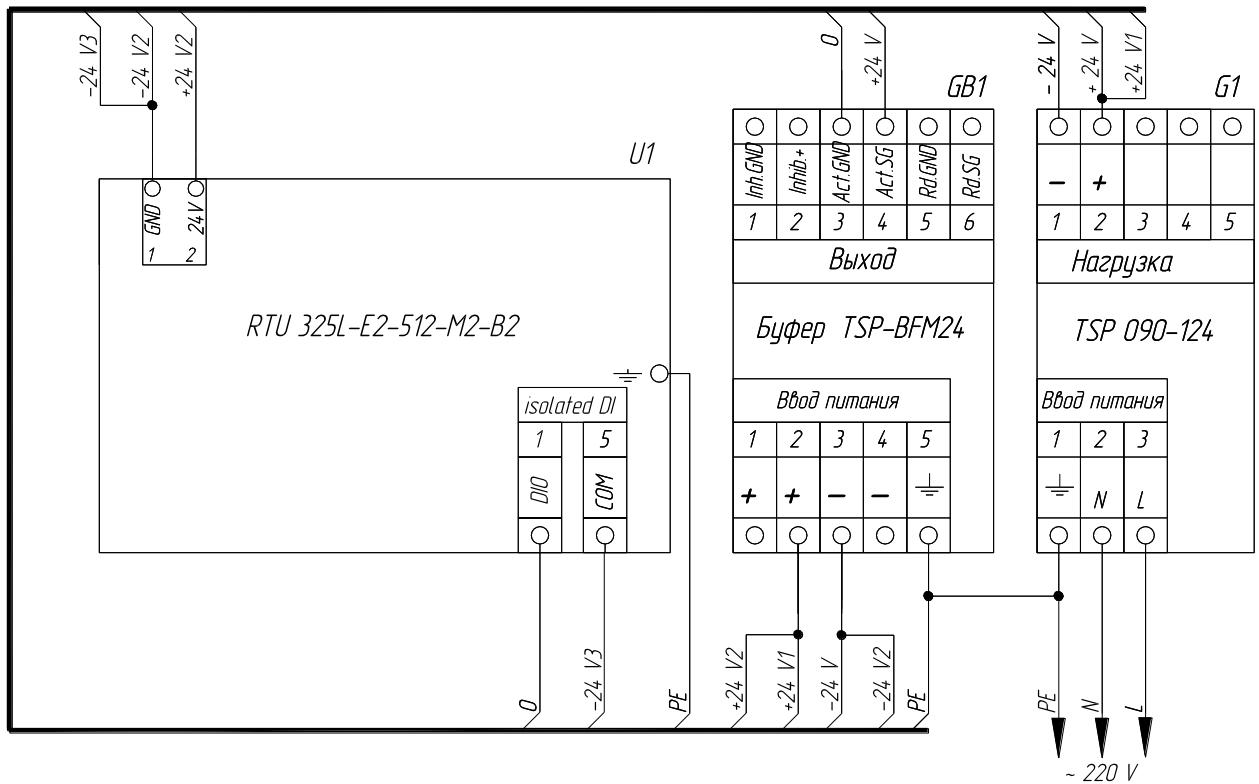 -24 V3
-24 V2
+24 V2
0
+24 V
- 24 V
+ 24 V
+24 V1
GB1
G1
U1
GND
24V
1 2
RTU 325L-E2-512-M2-B2
isolated DI
1 5
DI0
COM
Inh.GND
Inhib.+
Act.GND
Act.SG
Rd.GND
Rd.SG
1 2 3 4 5 6
Выход
Буфер TSP-BFM24
Ввод питания
1 2 3 4 5
+ + - -
- +
1 2 3 4 5
Нагрузка
TSP 090-124
Ввод питания
1 2 3
N L
0
-24 V3
PE
+24 V2
+24 V1
-24 V
-24 V2
PE
PE
N
L
~ 220 V